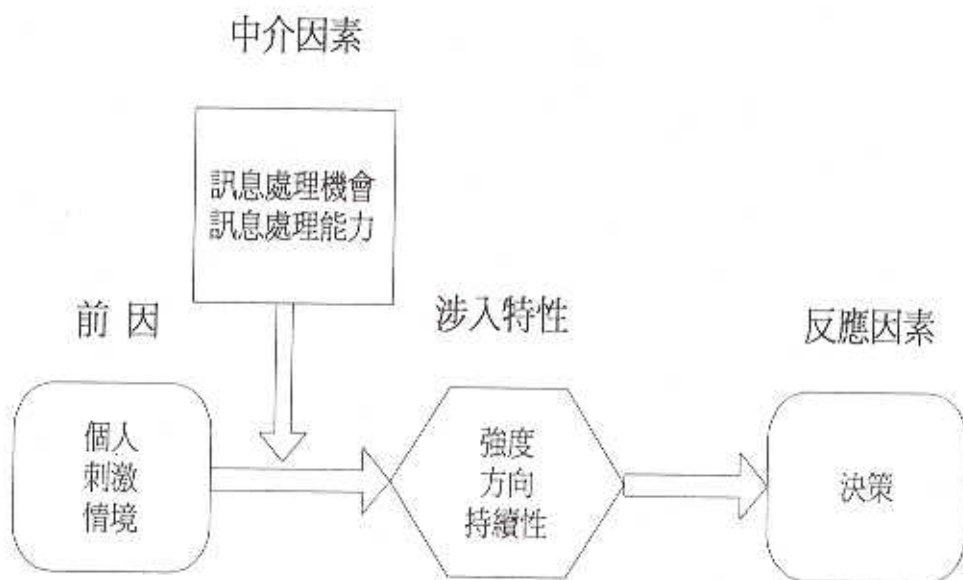 中介因素
訊息處理機會
訊息處理能力
前 因
個人
刺激
情境
涉入特性
強度
方向
持續性
反應因素
決策